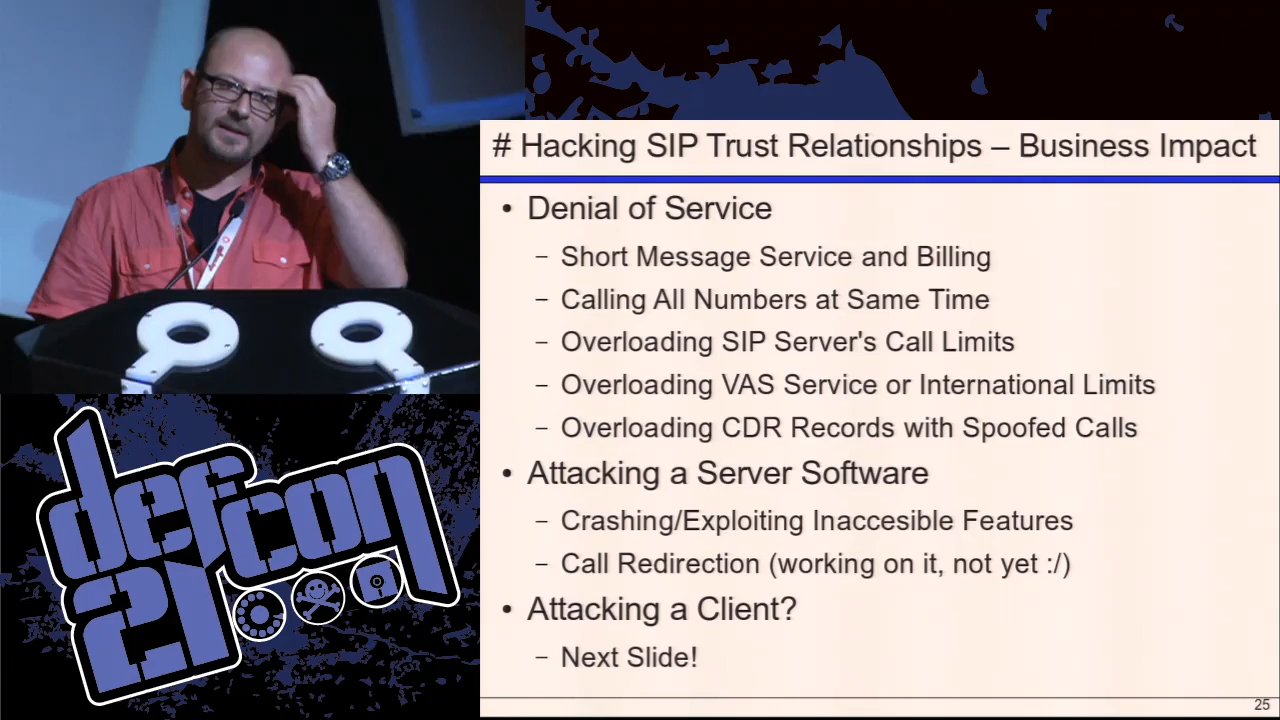 # Hacking SIP Trust Relationships – Business Impact
• Denial of Service
– Short Message Service and Billing
– Calling All Numbers at Same Time
– Overloading SIP Server's Call Limits
– Overloading VAS Service or International Limits
– Overloading CDR Records with Spoofed Calls
• Attacking a Server Software
– Crashing/Exploiting Inaccesible Features
– Call Redirection (working on it, not yet :/)
• Attacking a Client?
– Next Slide!
25
defcon
21